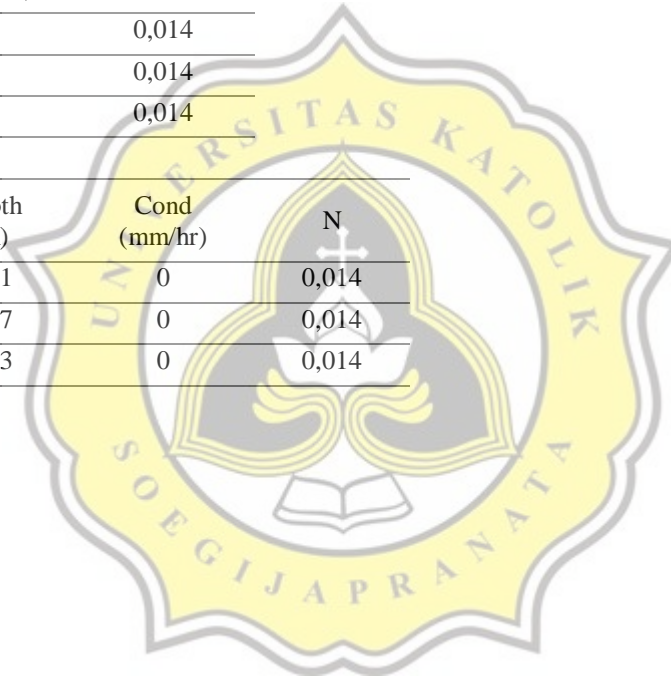 0,014
0,014
0,014
Cond N
(mm/hr)
1 0 0,014
7 0 0,014
3 0 0,014
UNIVERSITAS KATOLIK
SOEGIJAPRANATA